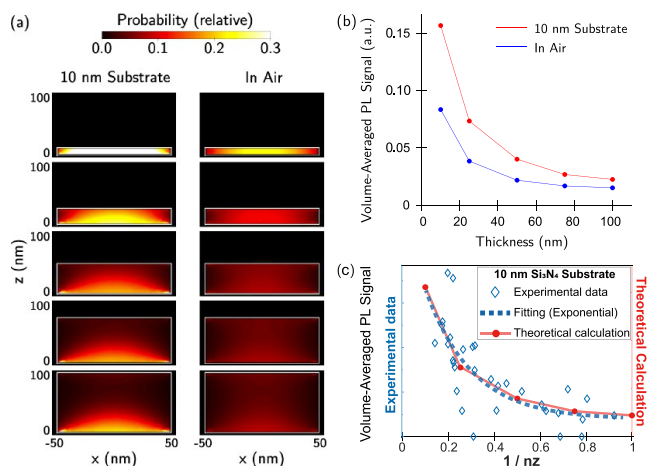 (a)
Probability (relative)
0.0 0.1 0.2 0.3
10 nm Substrate
In Air
100
0
100
0
100
0
100
0
100
0
z (nm)
-50 50 -50 50
x (nm) x (nm)
(b)
Volume-Averaged PL Signal (a.u.)
0.15
0.10
0.05
0
10 nm Substrate
In Air
0 20 40 60 80 100
Thickness (nm)
(c)
Volume-Averaged PL Signal
Experimental data
10 nm Si₃N₄ Substrate
Experimental data
Fitting (Exponential)
Theoretical calculation
Theoretical Calculation
0 0.2 0.4 0.6 0.8 1
1 / nz